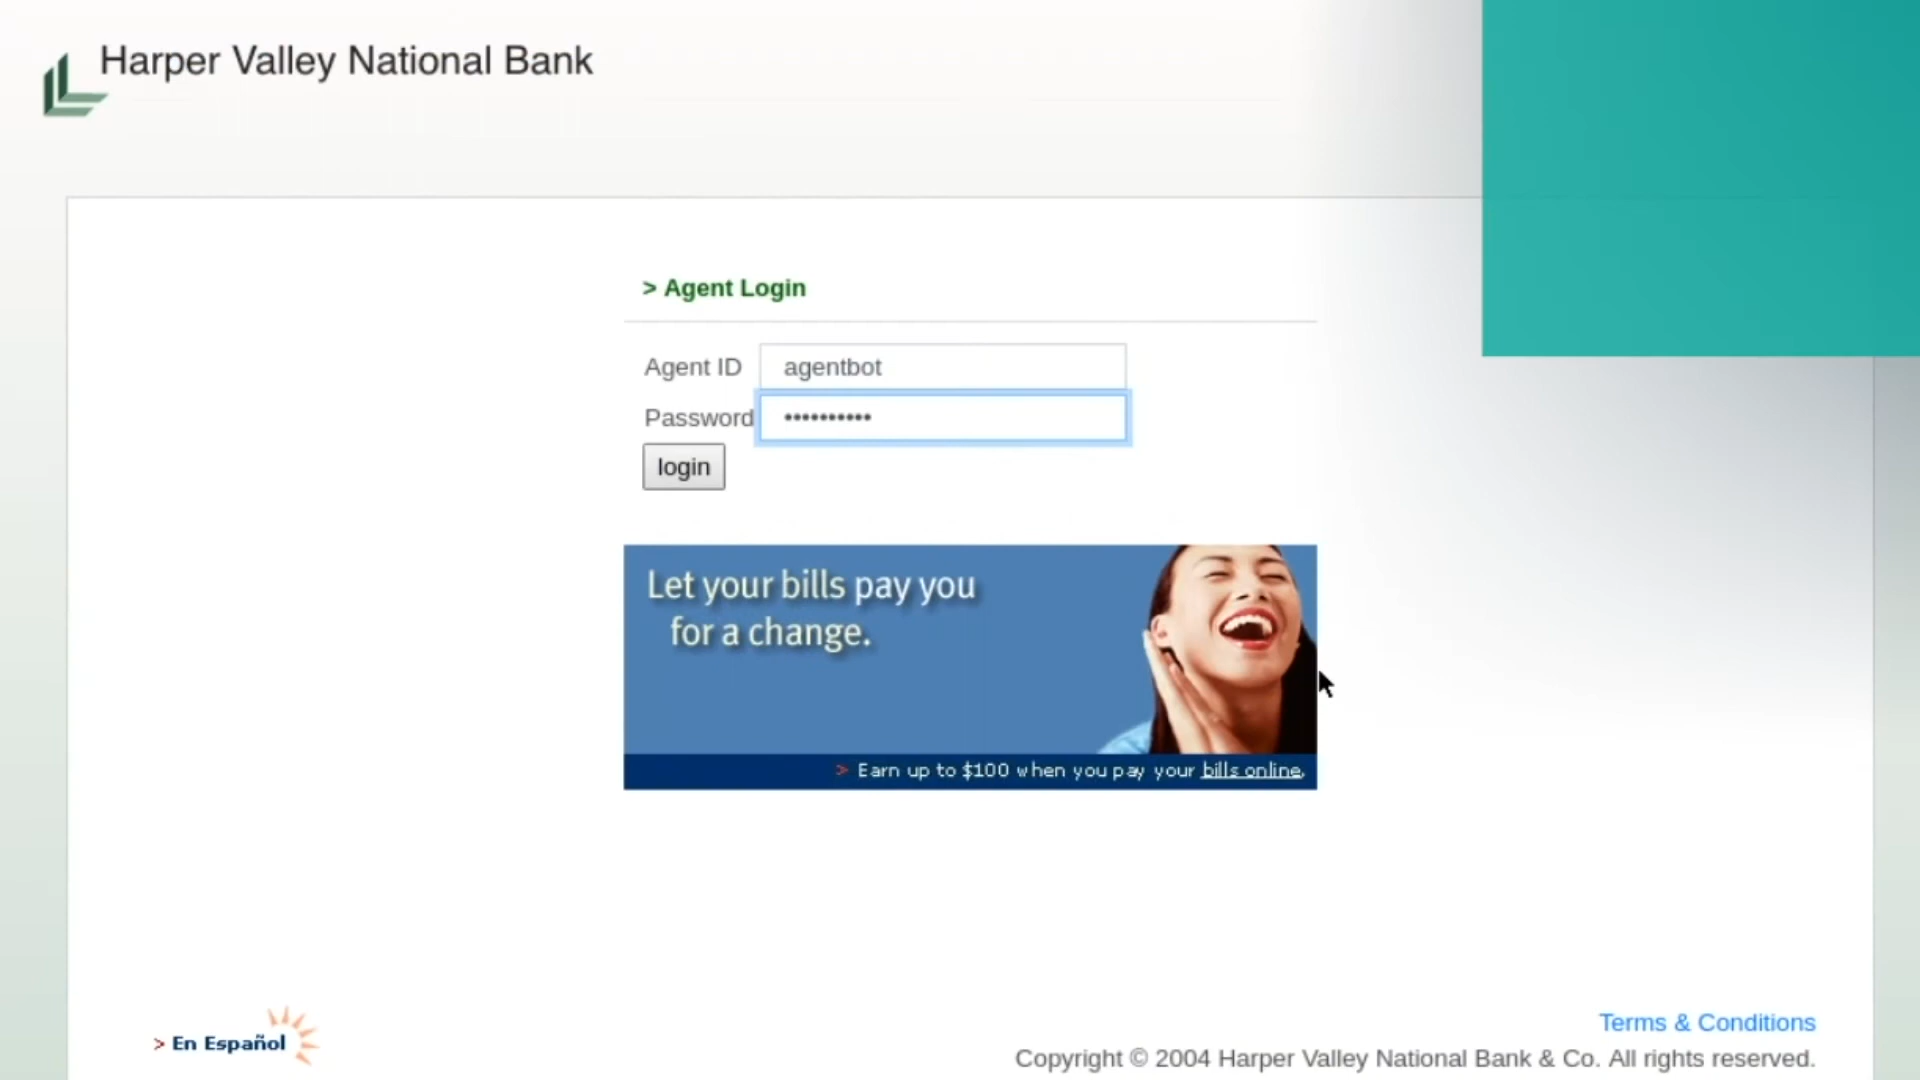 Harper Valley National Bank
> Agent Login
Agent ID agentbot
Password ••••••••••
login
Let your bills pay you
for a change.
> Earn up to $100 when you pay your bills online.
> En Español
Terms & Conditions
Copyright © 2004 Harper Valley National Bank & Co. All rights reserved.